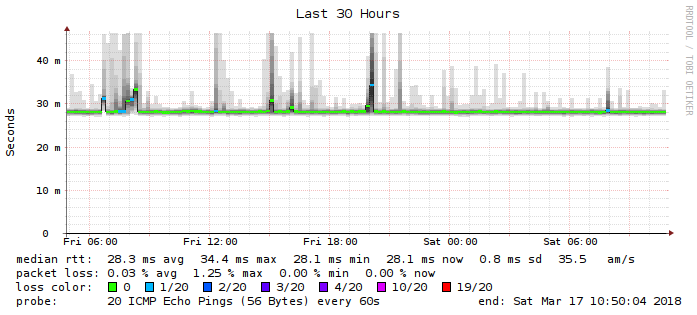 Last 30 Hours
RRDTOOL / TOBI OETIKER
Seconds
40 m
30 m
20 m
10 m
0
Fri 06:00 Fri 12:00 Fri 18:00 Sat 00:00 Sat 06:00
median rtt: 28.3 ms avg 34.4 ms max 28.1 ms min 28.1 ms now 0.8 ms sd 35.5 am/s
packet loss: 0.03 % avg 1.25 % max 0.00 % min 0.00 % now
loss color: 0 1/20 2/20 3/20 4/20 10/20 19/20
probe: 20 ICMP Echo Pings (56 Bytes) every 60s end: Sat Mar 17 10:50:04 2018